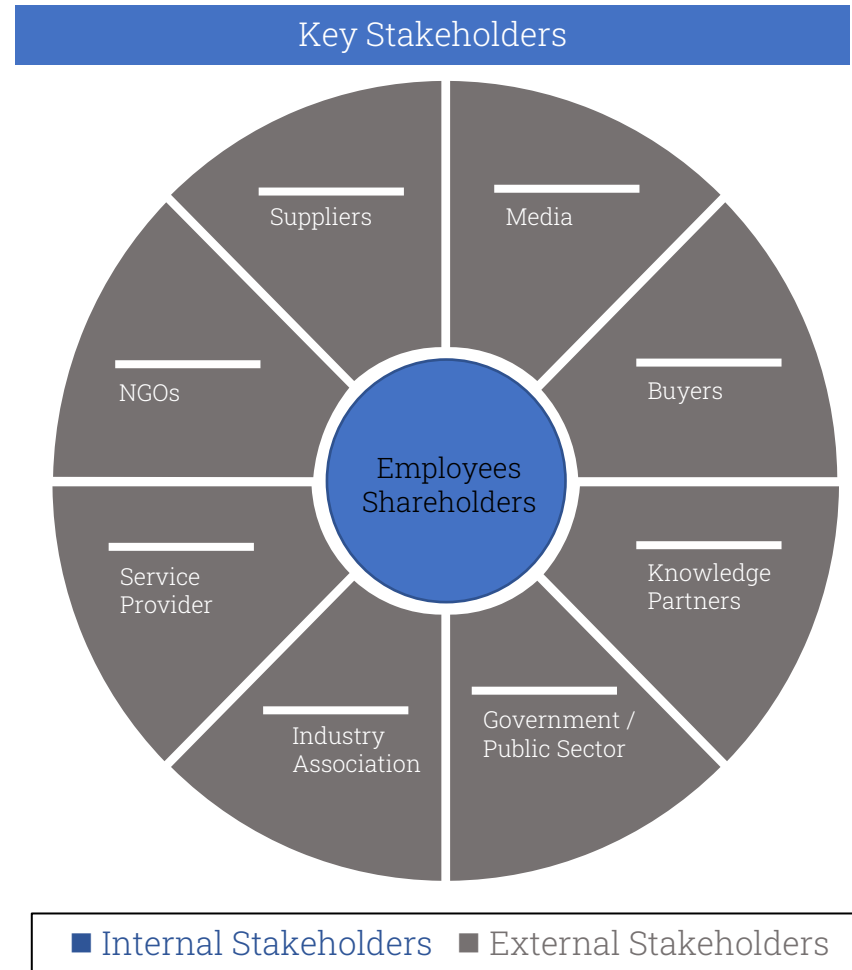 Key Stakeholders
Suppliers
Media
NGOs
Buyers
Employees
Shareholders
Service
Provider
Knowledge
Partners
Industry
Association
Government /
Public Sector
Internal Stakeholders
External Stakeholders